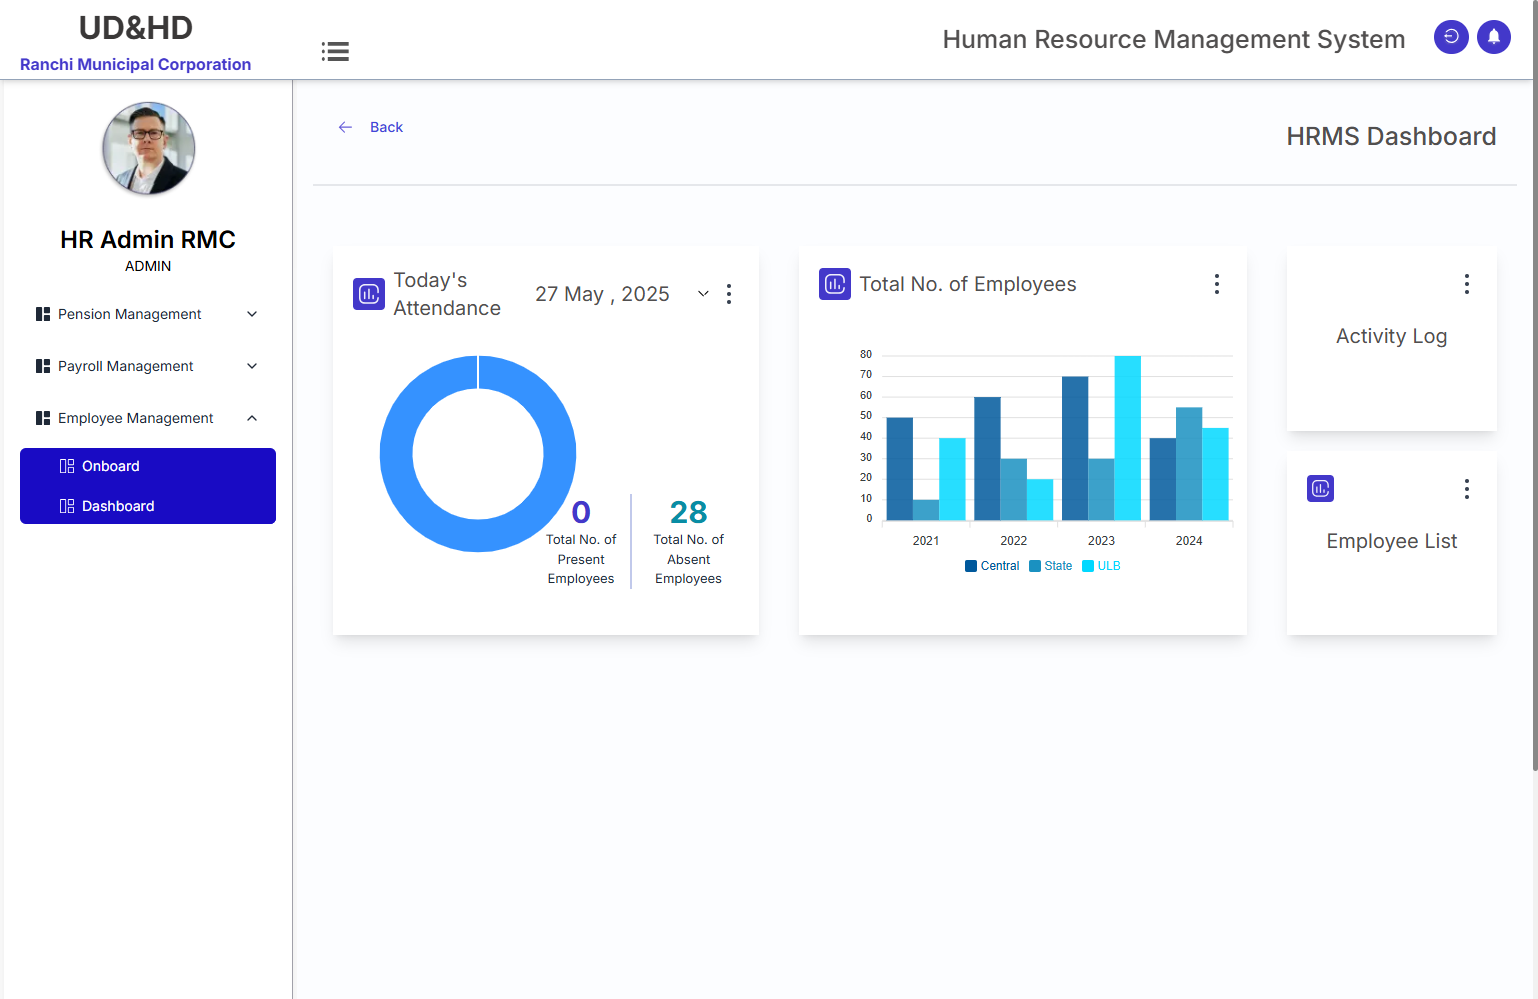 UD&HD
Ranchi Municipal Corporation
Human Resource Management System
HR Admin RMC
ADMIN
Pension Management
Payroll Management
Employee Management
Onboard
Dashboard
Back
HRMS Dashboard
Today's
Attendance
27 May , 2025
0
Total No. of
Present
Employees
28
Total No. of
Absent
Employees
Total No. of Employees
80
70
60
50
40
30
20
10
0
2021 2022 2023 2024
Central State ULB
Activity Log
Employee List